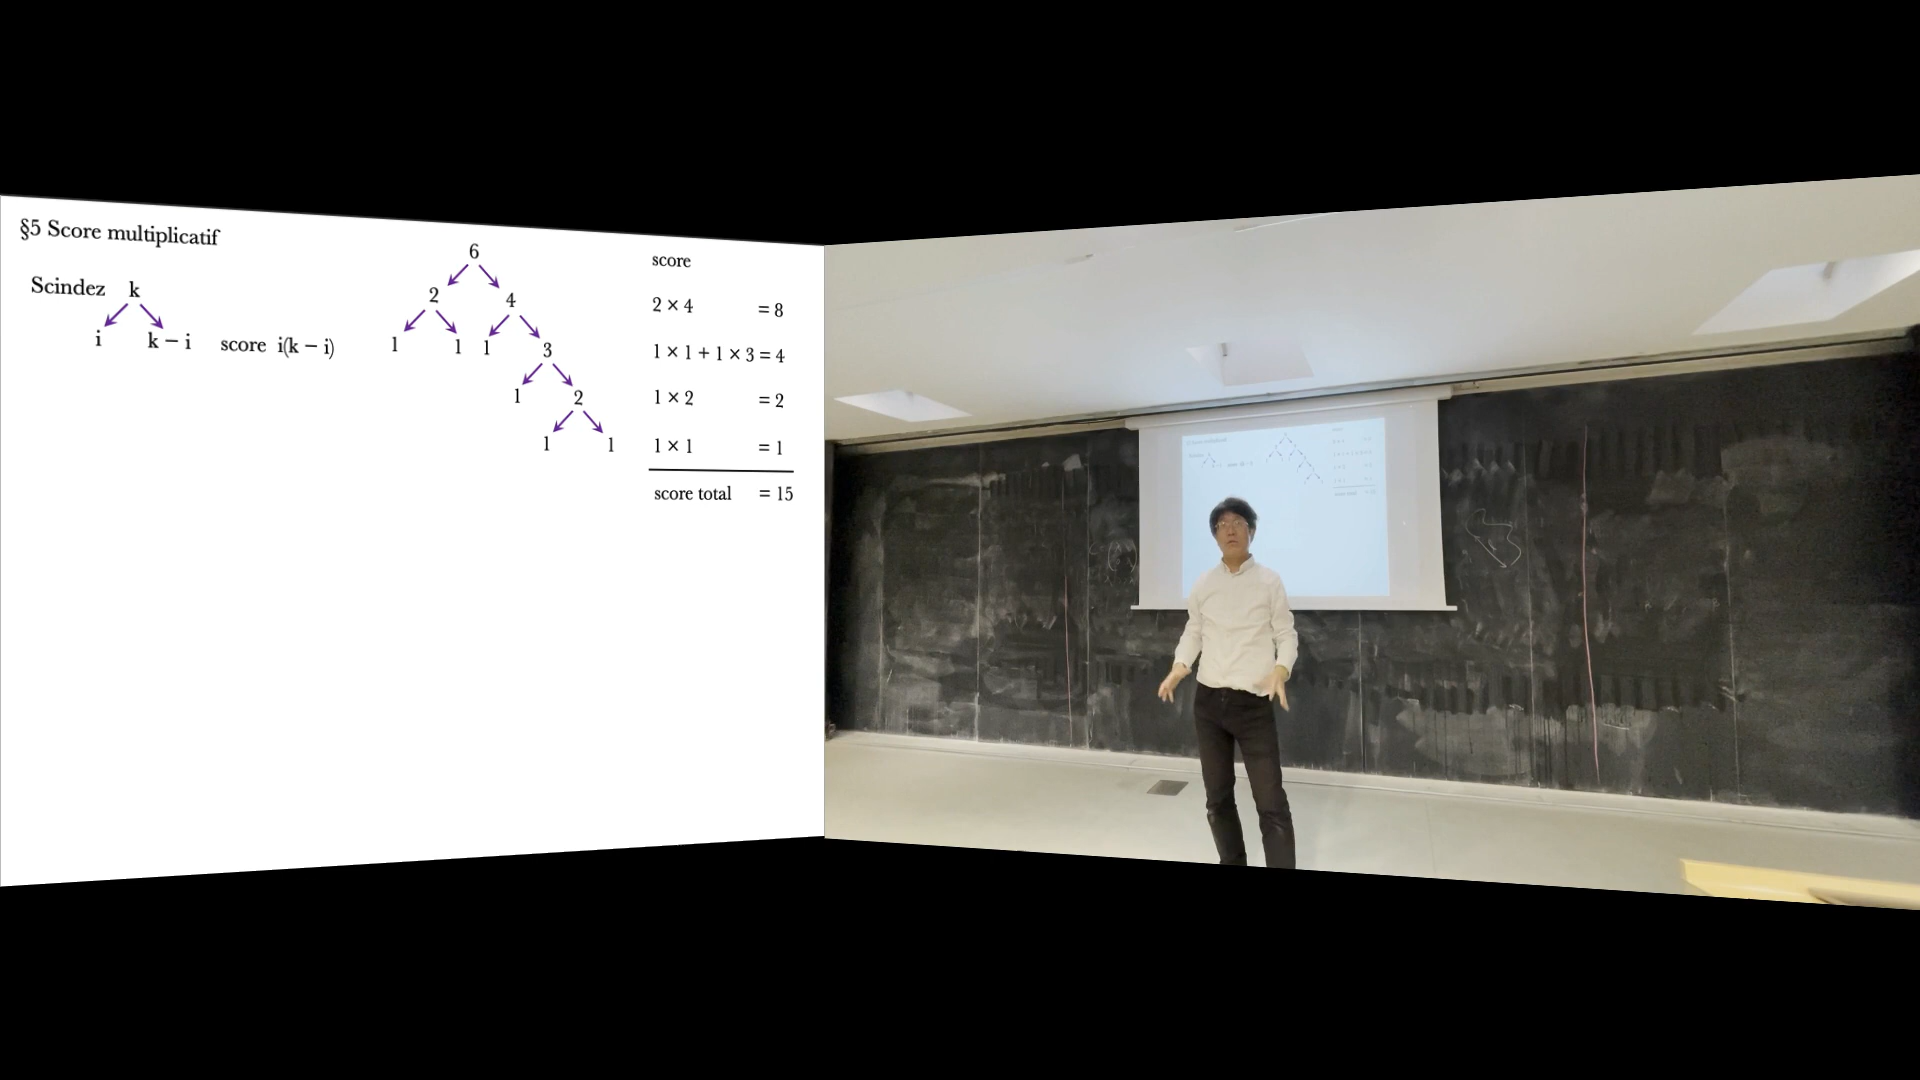 §5 Score multiplicatif
Scindez k
i k − i score i(k − i)
6
2 4
1 1 1 3
1 2
1 1
score
2 × 4 = 8
1 × 1 + 1 × 3 = 4
1 × 2 = 2
1 × 1 = 1
score total = 15